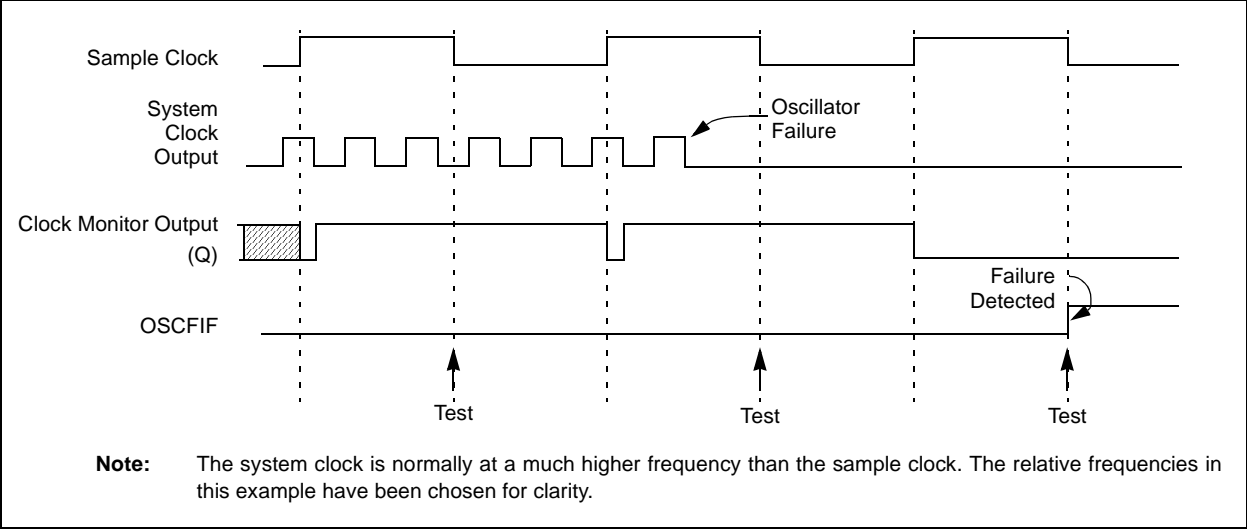 Sample Clock
System
Clock
Output
Oscillator
Failure
Clock Monitor Output
(Q)
Failure
Detected
OSCFIF
Test
Test
Test
Note: The system clock is normally at a much higher frequency than the sample clock. The relative frequencies in
this example have been chosen for clarity.